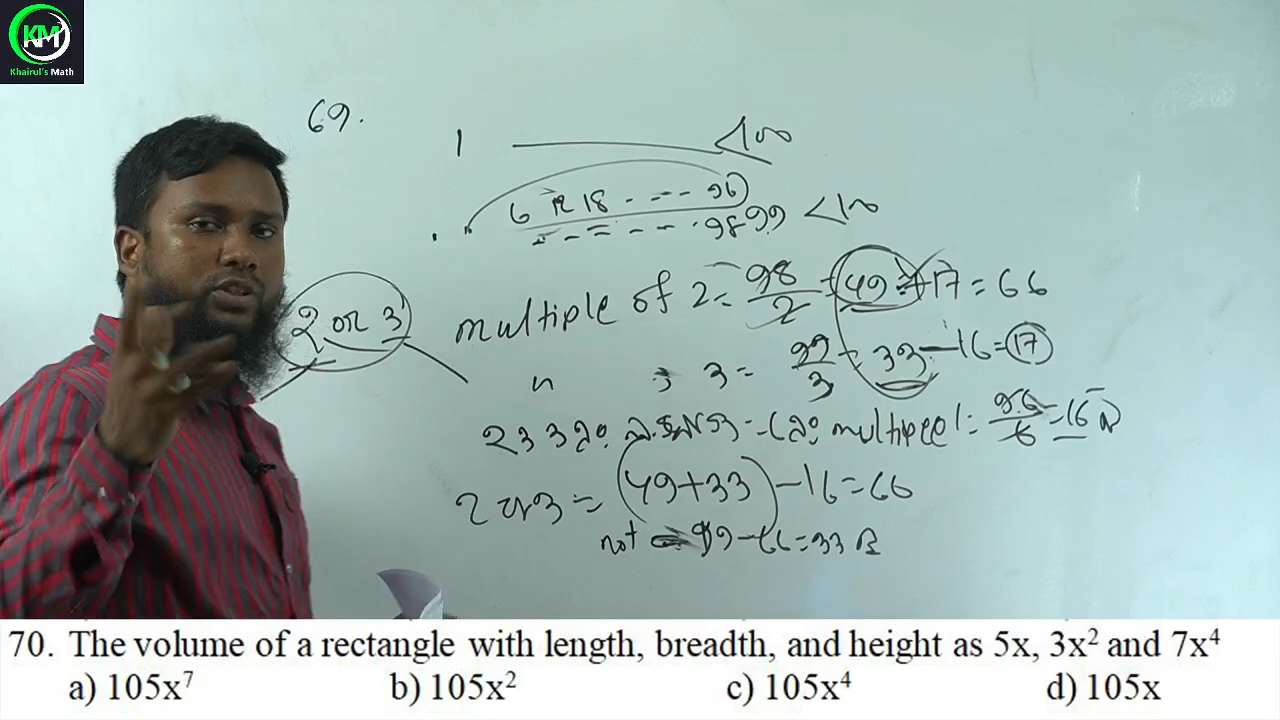 KM
Khairul's Math
69.
1 <100
6 12 18 96
98 99 <100
2 or 3
multiple of 2 = 98/2 = 49 + 17 = 66
3 = 99/3 = 33 - 16 = 17
multiple = 96/6 = 16
(49+33) - 16 = 66
not 99 - 66 = 33
70. The volume of a rectangle with length, breadth, and height as 5x, 3x² and 7x⁴
a) 105x⁷ b) 105x² c) 105x⁴ d) 105x